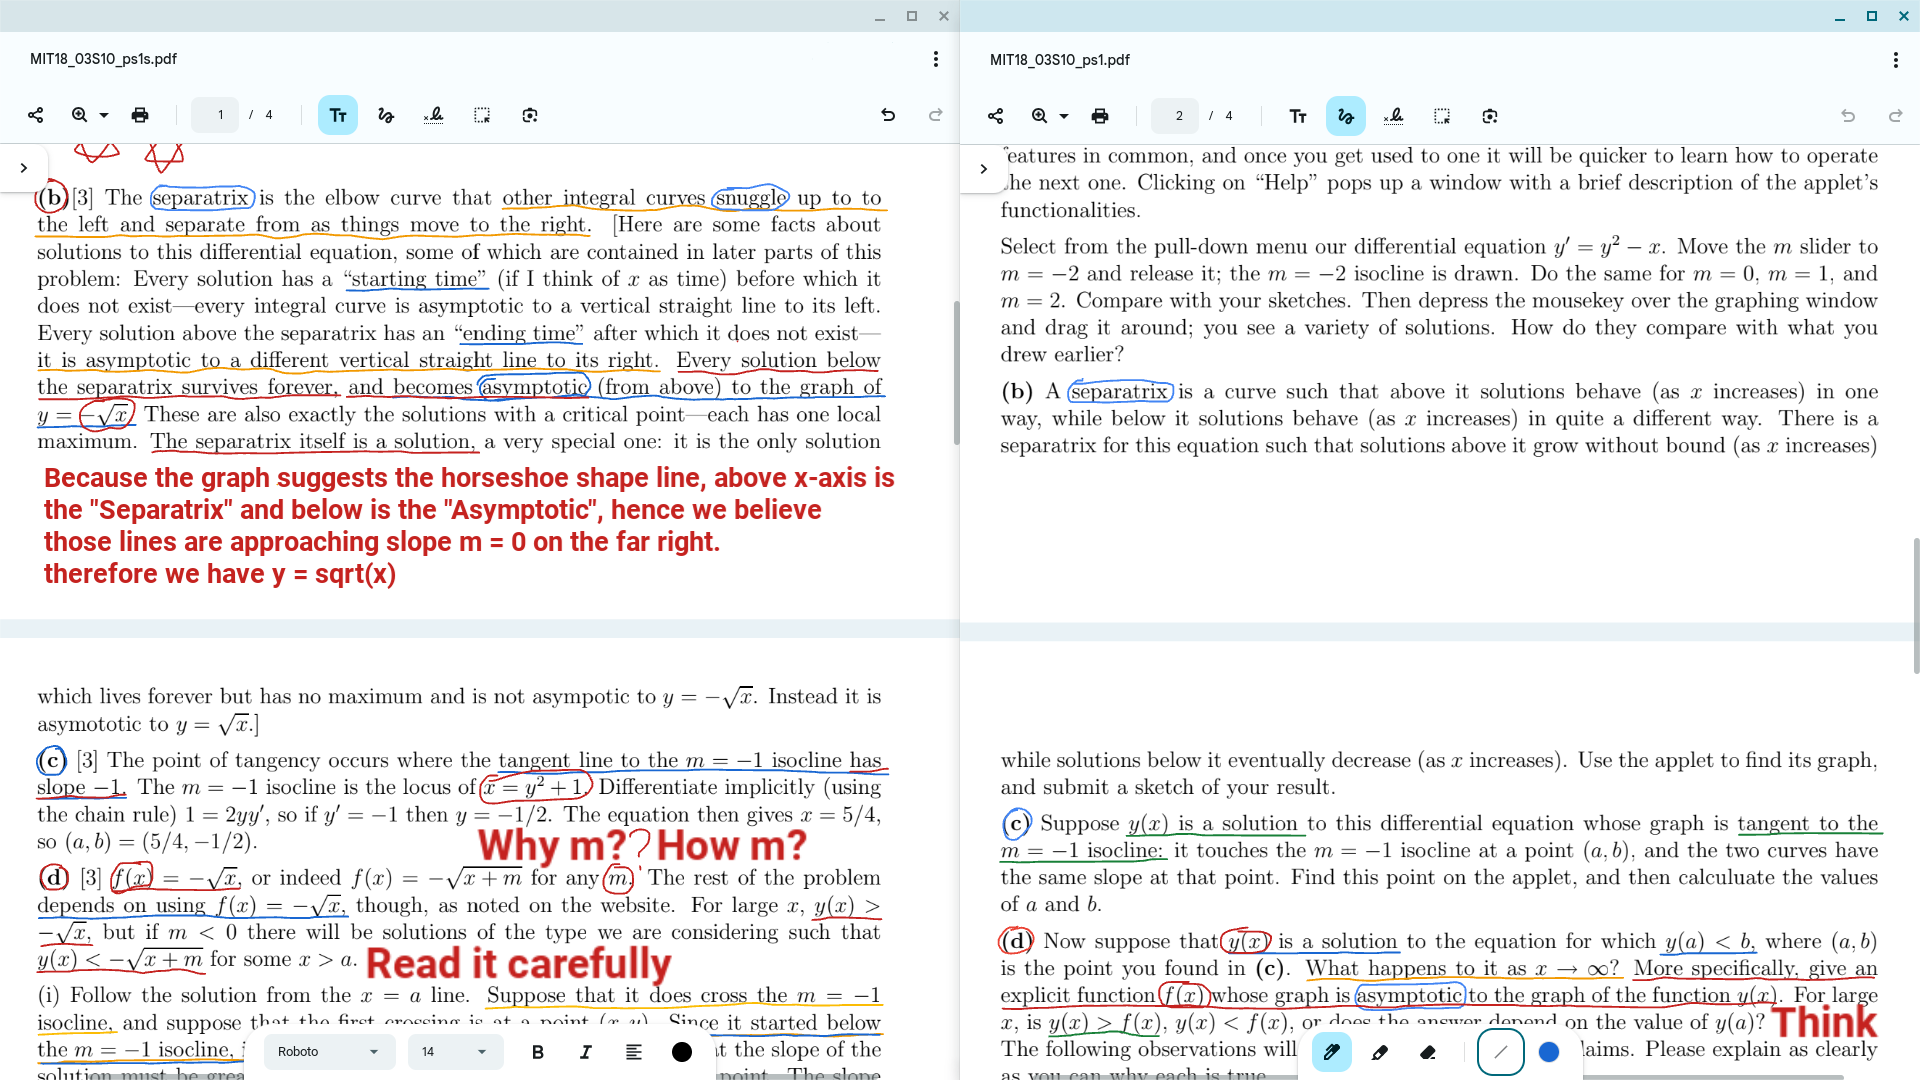 MIT18_03S10_ps1s.pdf
1 / 4
(b) [3] The separatrix is the elbow curve that other integral curves snuggle up to to
the left and separate from as things move to the right. [Here are some facts about
solutions to this differential equation, some of which are contained in later parts of this
problem: Every solution has a “starting time” (if I think of x as time) before which it
does not exist—every integral curve is asymptotic to a vertical straight line to its left.
Every solution above the separatrix has an “ending time” after which it does not exist—
it is asymptotic to a different vertical straight line to its right. Every solution below
the separatrix survives forever, and becomes asymptotic (from above) to the graph of
y = −√x. These are also exactly the solutions with a critical point—each has one local
maximum. The separatrix itself is a solution, a very special one: it is the only solution
Because the graph suggests the horseshoe shape line, above x-axis is
the "Separatrix" and below is the "Asymptotic", hence we believe
those lines are approaching slope m = 0 on the far right.
therefore we have y = sqrt(x)
which lives forever but has no maximum and is not asympotic to y = −√x. Instead it is
asymototic to y = √x.]
(c) [3] The point of tangency occurs where the tangent line to the m = −1 isocline has
slope −1. The m = −1 isocline is the locus of x = y² + 1. Differentiate implicitly (using
the chain rule) 1 = 2yy′, so if y′ = −1 then y = −1/2. The equation then gives x = 5/4,
so (a, b) = (5/4, −1/2).
Why m?? How m?
(d) [3] f(x) = −√x, or indeed f(x) = −√x + m for any m. The rest of the problem
depends on using f(x) = −√x, though, as noted on the website. For large x, y(x) >
−√x, but if m < 0 there will be solutions of the type we are considering such that
y(x) < −√x + m for some x > a.
Read it carefully
(i) Follow the solution from the x = a line. Suppose that it does cross the m = −1
isocline, and suppose that the first crossing is at a point (x, y). Since it started below
the m = −1 isocline, i
t the slope of the
solution must be grea
point. The slope
Roboto
14
B
I
MIT18_03S10_ps1.pdf
2 / 4
features in common, and once you get used to one it will be quicker to learn how to operate
the next one. Clicking on “Help” pops up a window with a brief description of the applet’s
functionalities.
Select from the pull-down menu our differential equation y′ = y² − x. Move the m slider to
m = −2 and release it; the m = −2 isocline is drawn. Do the same for m = 0, m = 1, and
m = 2. Compare with your sketches. Then depress the mousekey over the graphing window
and drag it around; you see a variety of solutions. How do they compare with what you
drew earlier?
(b) A separatrix is a curve such that above it solutions behave (as x increases) in one
way, while below it solutions behave (as x increases) in quite a different way. There is a
separatrix for this equation such that solutions above it grow without bound (as x increases)
while solutions below it eventually decrease (as x increases). Use the applet to find its graph,
and submit a sketch of your result.
(c) Suppose y(x) is a solution to this differential equation whose graph is tangent to the
m = −1 isocline: it touches the m = −1 isocline at a point (a, b), and the two curves have
the same slope at that point. Find this point on the applet, and then calculate the values
of a and b.
(d) Now suppose that y(x) is a solution to the equation for which y(a) < b, where (a, b)
is the point you found in (c). What happens to it as x → ∞? More specifically, give an
explicit function f(x) whose graph is asymptotic to the graph of the function y(x). For large
x, is y(x) > f(x), y(x) < f(x), or does the answer depend on the value of y(a)?
Think
The following observations will
laims. Please explain as clearly
as you can why each is true.